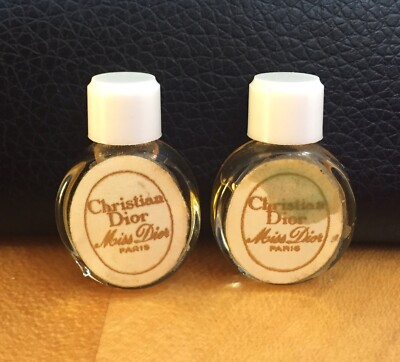 Christian
Dior
Miss Dior
PARIS
Christian
Dior
Miss Dior
PARIS